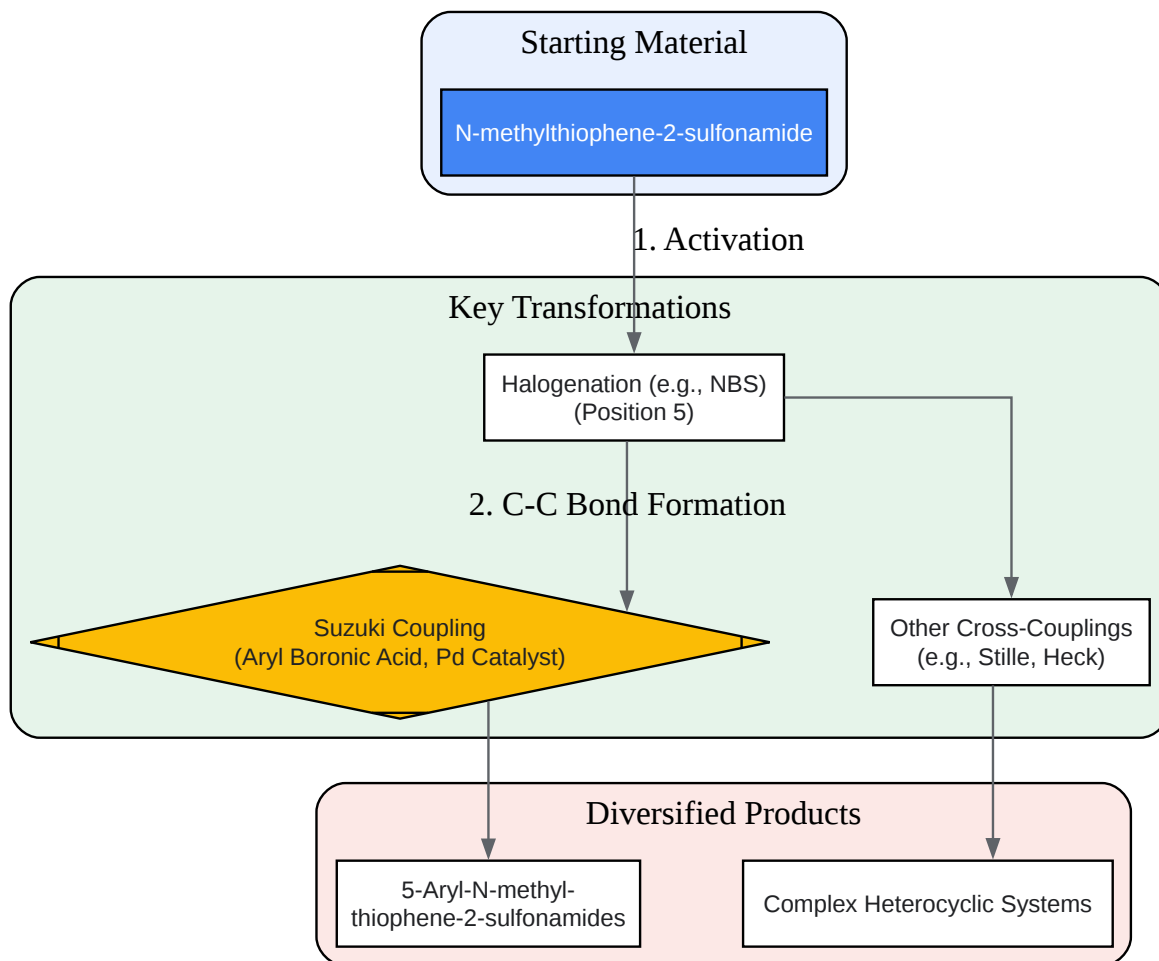 Starting Material
N-methylthiophene-2-sulfonamide
1. Activation
Key Transformations
Halogenation (e.g., NBS)
(Position 5)
2. C-C Bond Formation
Suzuki Coupling
(Aryl Boronic Acid, Pd Catalyst)
Other Cross-Couplings
(e.g., Stille, Heck)
Diversified Products
5-Aryl-N-methyl-
thiophene-2-sulfonamides
Complex Heterocyclic Systems